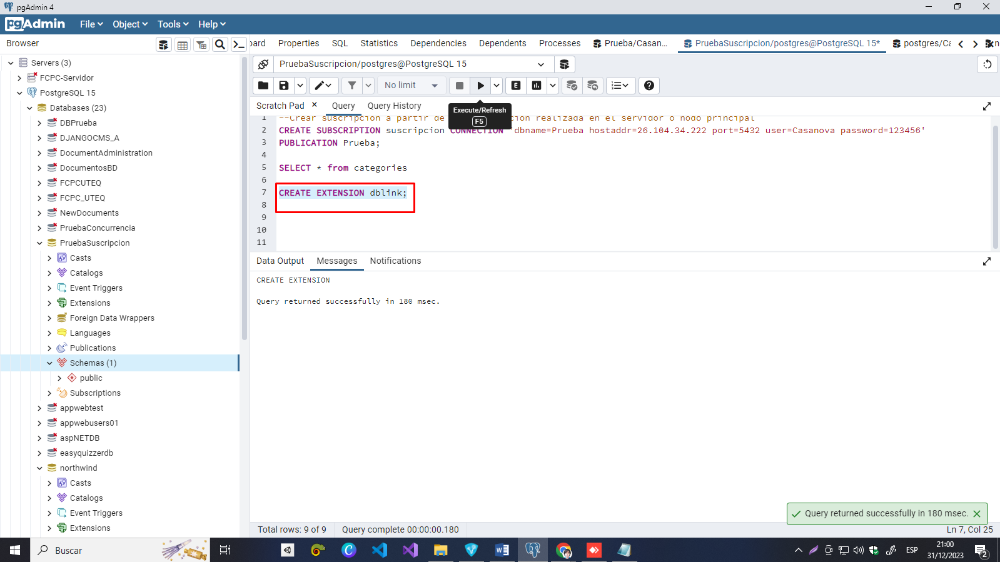 pgAdmin 4
pgAdmin File Object Tools Help
Browser
oard Properties SQL Statistics Dependencies Dependents Processes Prueba/Casan... PruebaSuscripcion/postgres@PostgreSQL 15* postgres/Ca
PruebaSuscripcion/postgres@PostgreSQL 15
No limit E
Scratch Pad Query Query History
Execute/Refresh
F5
Servers (3)
FCPC-Servidor
PostgreSQL 15
Databases (23)
DBPrueba
DJANGOCMS_A
DocumentAdministration
DocumentosBD
FCPCUTEQ
FCPC_UTEQ
NewDocuments
PruebaConcurrencia
PruebaSuscripcion
Casts
Catalogs
Event Triggers
Extensions
Foreign Data Wrappers
Languages
Publications
Schemas (1)
public
Subscriptions
appwebtest
appwebusers01
aspNETDB
easyquizzerdb
northwind
Casts
Catalogs
Event Triggers
Extensions
1 --Crear suscripcion a partir de cion realizada en el servidor o nodo principal
2 CREATE SUBSCRIPTION suscripcion CONNECTION 'dbname=Prueba hostaddr=26.104.34.222 port=5432 user=Casanova password=123456'
3 PUBLICATION Prueba;
4
5 SELECT * from categories
6
7 CREATE EXTENSION dblink;
8
9
10
11
Data Output Messages Notifications
CREATE EXTENSION
Query returned successfully in 180 msec.
Query returned successfully in 180 msec.
Total rows: 9 of 9 Query complete 00:00:00.180 Ln 7, Col 25
Buscar
ESP
21:00
31/12/2023
2